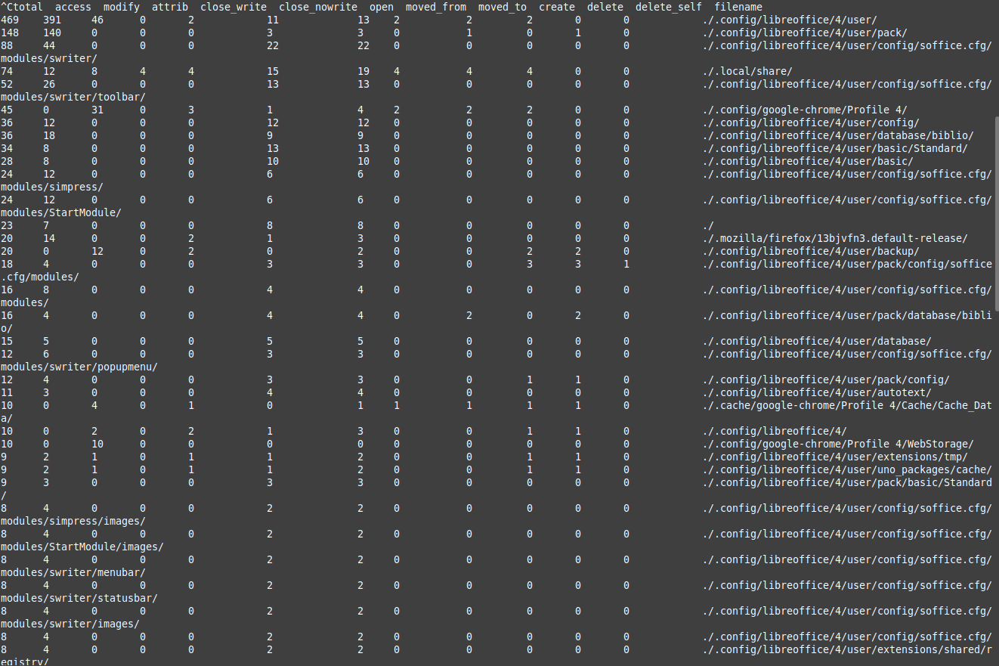 ^Ctotal  access  modify  attrib  close_write  close_nowrite  open  moved_from  moved_to  create  delete  delete_self  filename
469     391     46      0       2            11             13    2           2         2       0       0            ./.config/libreoffice/4/user/
148     140     0       0       0            3              3     0           1         0       1       0            ./.config/libreoffice/4/user/pack/
88      44      0       0       0            22             22    0           0         0       0       0            ./.config/libreoffice/4/user/config/soffice.cfg/
modules/swriter/
74      12      8       4       4            15             19    4           4         4       0       0            ./.local/share/
52      26      0       0       0            13             13    0           0         0       0       0            ./.config/libreoffice/4/user/config/soffice.cfg/
modules/swriter/toolbar/
45      0       31      0       3            1              4     2           2         2       0       0            ./.config/google-chrome/Profile 4/
36      12      0       0       0            12             12    0           0         0       0       0            ./.config/libreoffice/4/user/config/
36      18      0       0       0            9              9     0           0         0       0       0            ./.config/libreoffice/4/user/database/biblio/
34      8       0       0       0            13             13    0           0         0       0       0            ./.config/libreoffice/4/user/basic/Standard/
28      8       0       0       0            10             10    0           0         0       0       0            ./.config/libreoffice/4/user/basic/
24      12      0       0       0            6              6     0           0         0       0       0            ./.config/libreoffice/4/user/config/soffice.cfg/
modules/simpress/
24      12      0       0       0            6              6     0           0         0       0       0            ./.config/libreoffice/4/user/config/soffice.cfg/
modules/StartModule/
23      7       0       0       0            8              8     0           0         0       0       0            ./
20      14      0       0       2            1              3     0           0         0       0       0            ./.mozilla/firefox/13bjvfn3.default-release/
20      0       12      0       2            0              2     0           0         2       2       0            ./.config/libreoffice/4/user/backup/
18      4       0       0       0            3              3     0           0         3       3       1            ./.config/libreoffice/4/user/pack/config/soffice
.cfg/modules/
16      8       0       0       0            4              4     0           0         0       0       0            ./.config/libreoffice/4/user/config/soffice.cfg/
modules/
16      4       0       0       0            4              4     0           2         0       2       0            ./.config/libreoffice/4/user/pack/database/bibli
o/
15      5       0       0       0            5              5     0           0         0       0       0            ./.config/libreoffice/4/user/database/
12      6       0       0       0            3              3     0           0         0       0       0            ./.config/libreoffice/4/user/config/soffice.cfg/
modules/swriter/popupmenu/
12      4       0       0       0            3              3     0           0         1       1       0            ./.config/libreoffice/4/user/pack/config/
11      3       0       0       0            4              4     0           0         0       0       0            ./.config/libreoffice/4/user/autotext/
10      0       4       0       1            0              1     1           1         1       1       0            ./.cache/google-chrome/Profile 4/Cache/Cache_Dat
a/
10      0       2       0       2            1              3     0           0         1       1       0            ./.config/libreoffice/4/
10      0       10      0       0            0              0     0           0         0       0       0            ./.config/google-chrome/Profile 4/WebStorage/
9       2       1       0       1            1              2     0           0         1       1       0            ./.config/libreoffice/4/user/extensions/tmp/
9       2       1       0       1            1              2     0           0         1       1       0            ./.config/libreoffice/4/user/uno_packages/cache/
9       3       0       0       0            3              3     0           0         0       0       0            ./.config/libreoffice/4/user/pack/basic/Standard
/
8       4       0       0       0            2              2     0           0         0       0       0            ./.config/libreoffice/4/user/config/soffice.cfg/
modules/simpress/images/
8       4       0       0       0            2              2     0           0         0       0       0            ./.config/libreoffice/4/user/config/soffice.cfg/
modules/StartModule/images/
8       4       0       0       0            2              2     0           0         0       0       0            ./.config/libreoffice/4/user/config/soffice.cfg/
modules/swriter/menubar/
8       4       0       0       0            2              2     0           0         0       0       0            ./.config/libreoffice/4/user/config/soffice.cfg/
modules/swriter/statusbar/
8       4       0       0       0            2              2     0           0         0       0       0            ./.config/libreoffice/4/user/config/soffice.cfg/
modules/swriter/images/
8       4       0       0       0            2              2     0           0         0       0       0            ./.config/libreoffice/4/user/config/soffice.cfg/
8       4       0       0       0            2              2     0           0         0       0       0            ./.config/libreoffice/4/user/extensions/shared/r
egistry/